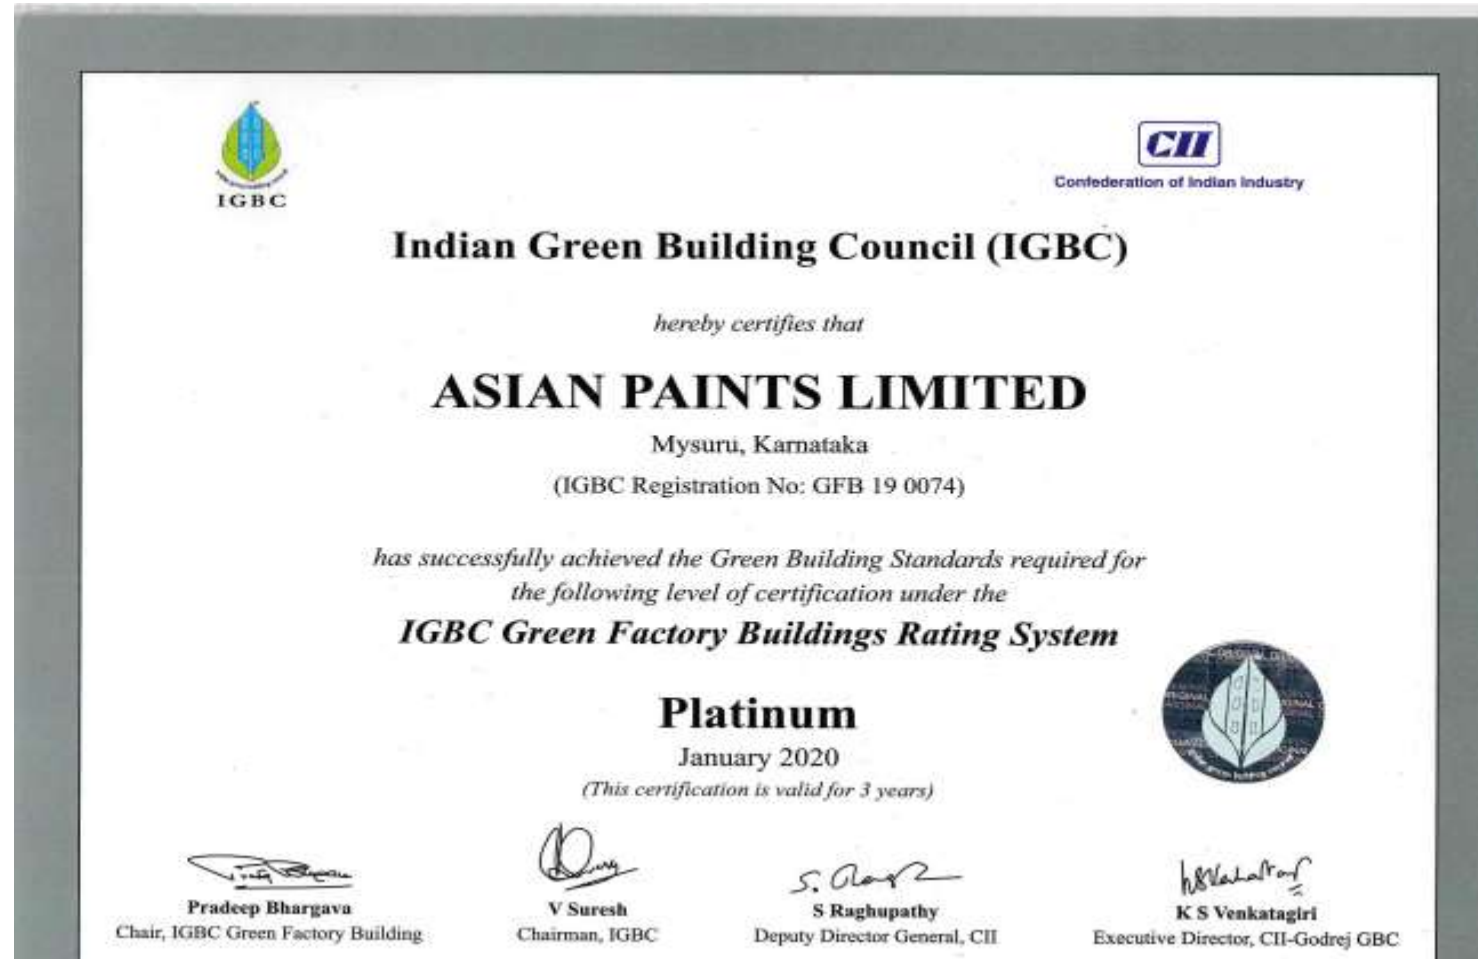 IGBC
CII
Confederation of Indian Industry
Indian Green Building Council (IGBC)
hereby certifies that
ASIAN PAINTS LIMITED
Mysuru, Karnataka
(IGBC Registration No: GFB 19 0074)
has successfully achieved the Green Building Standards required for
the following level of certification under the
IGBC Green Factory Buildings Rating System
Platinum
January 2020
(This certification is valid for 3 years)
Pradeep Bhargava
Chair, IGBC Green Factory Building
V Suresh
Chairman, IGBC
S Raghupathy
Deputy Director General, CII
K S Venkatagiri
Executive Director, CII-Godrej GBC